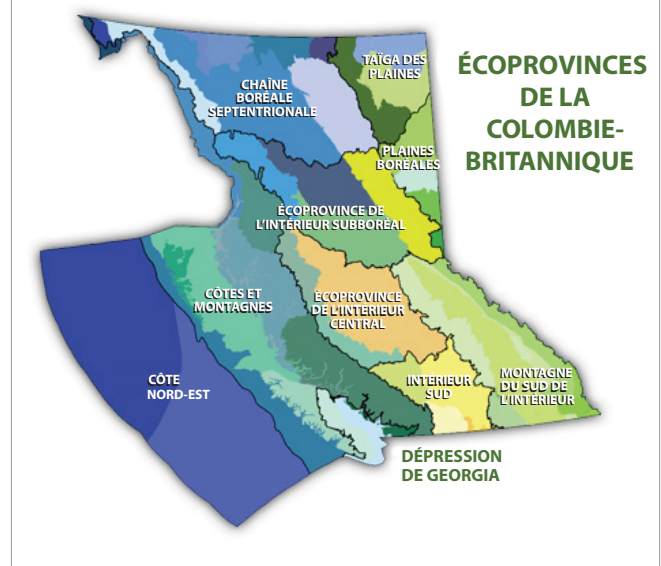 ÉCOPROVINCES
DE LA
COLOMBIE-
BRITANNIQUE
TAÏGA DES
PLAINES
CHAÎNE
BORÉALE
SEPTENTRIONALE
PLAINES
BORÉALES
ÉCOPROVINCE DE
L'INTÉRIEUR SUBBORÉAL
CÔTES ET
MONTAGNES
ÉCOPROVINCE
DE L'INTÉRIEUR
CENTRAL
CÔTE
NORD-EST
INTÉRIEUR
SUD
MONTAGNE
DU SUD DE
L'INTÉRIEUR
DÉPRESSION
DE GEORGIA